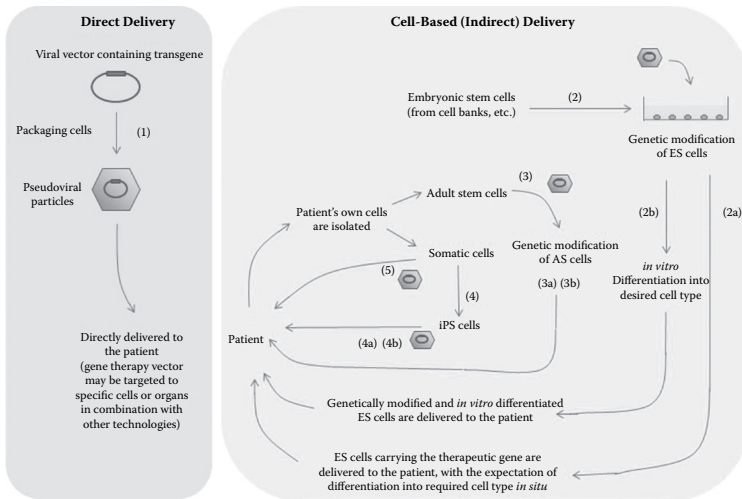 Direct Delivery
Viral vector containing transgene
Packaging cells
(1)
Pseudoviral
particles
Directly delivered to
the patient
(gene therapy vector
may be targeted to
specific cells or organs
in combination with
other technologies)
Cell-Based (Indirect) Delivery
Embryonic stem cells
(from cell banks, etc.)
(2)
Genetic modification
of ES cells
(2b)
(2a)
in vitro
Differentiation into
desired cell type
Patient's own cells
are isolated
Adult stem cells
(3)
Genetic modification
of AS cells
(3a) (3b)
Somatic cells
(5)
(4)
iPS cells
(4a) (4b)
Patient
Genetically modified and in vitro differentiated
ES cells are delivered to the patient
ES cells carrying the therapeutic gene are
delivered to the patient, with the expectation of
differentiation into required cell type in situ